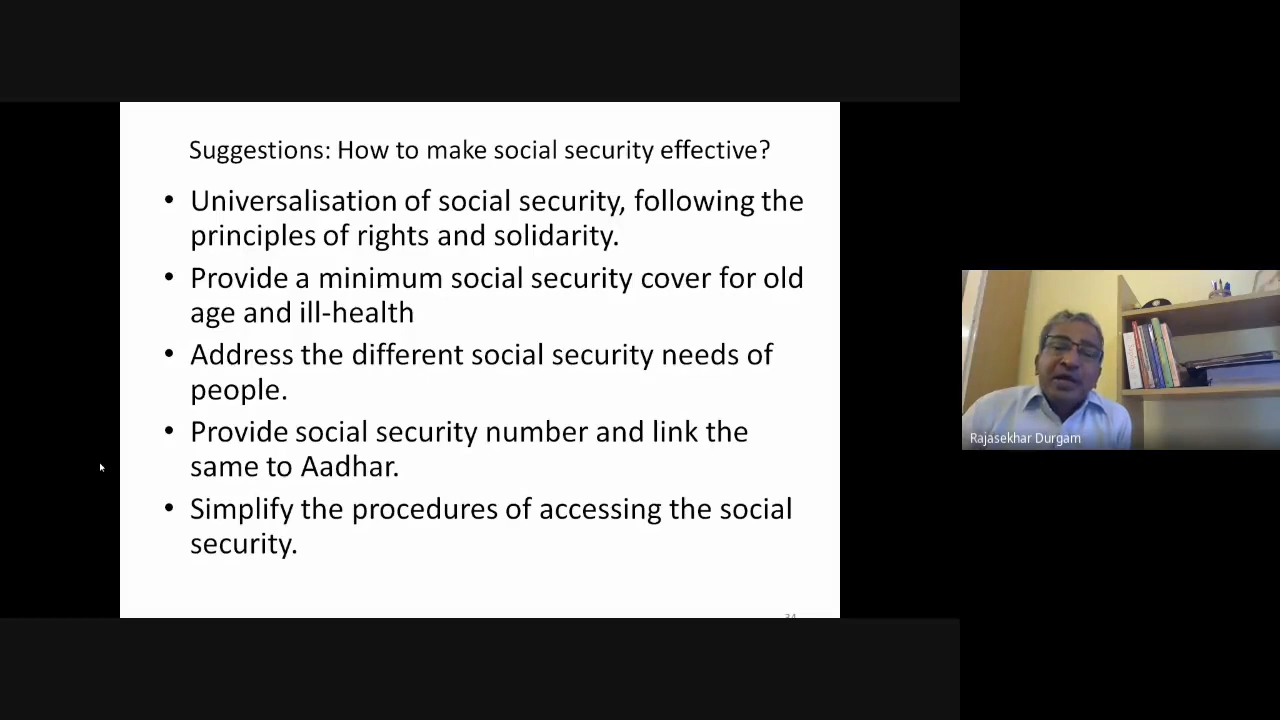 Suggestions: How to make social security effective?
• Universalisation of social security, following the
principles of rights and solidarity.
• Provide a minimum social security cover for old
age and ill-health
• Address the different social security needs of
people.
• Provide social security number and link the
same to Aadhar.
• Simplify the procedures of accessing the social
security.
34
Rajasekhar Durgam